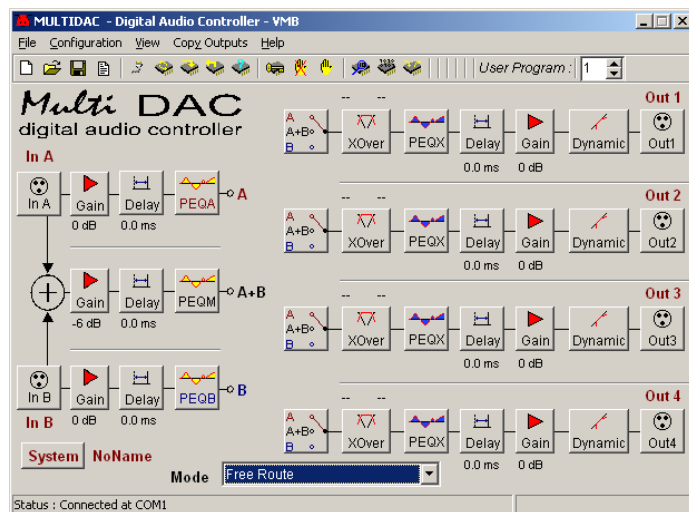 MULTIDAC - Digital Audio Controller - VMB
File Configuration View Copy Outputs Help
User Program : 1
Multi DAC
digital audio controller
In A
In A Gain Delay PEQA A
0 dB 0.0 ms
Gain Delay PEQM A+B
-6 dB 0.0 ms
In B Gain Delay PEQB B
In B 0 dB 0.0 ms
System NoName
-- -- Out 1
A
A+B
B
XOver PEQX Delay Gain Dynamic Out1
0.0 ms 0 dB
-- -- Out 2
A
A+B
B
XOver PEQX Delay Gain Dynamic Out2
0.0 ms 0 dB
-- -- Out 3
A
A+B
B
XOver PEQX Delay Gain Dynamic Out3
0.0 ms 0 dB
-- -- Out 4
A
A+B
B
XOver PEQX Delay Gain Dynamic Out4
0.0 ms 0 dB
Mode Free Route
Status : Connected at COM1